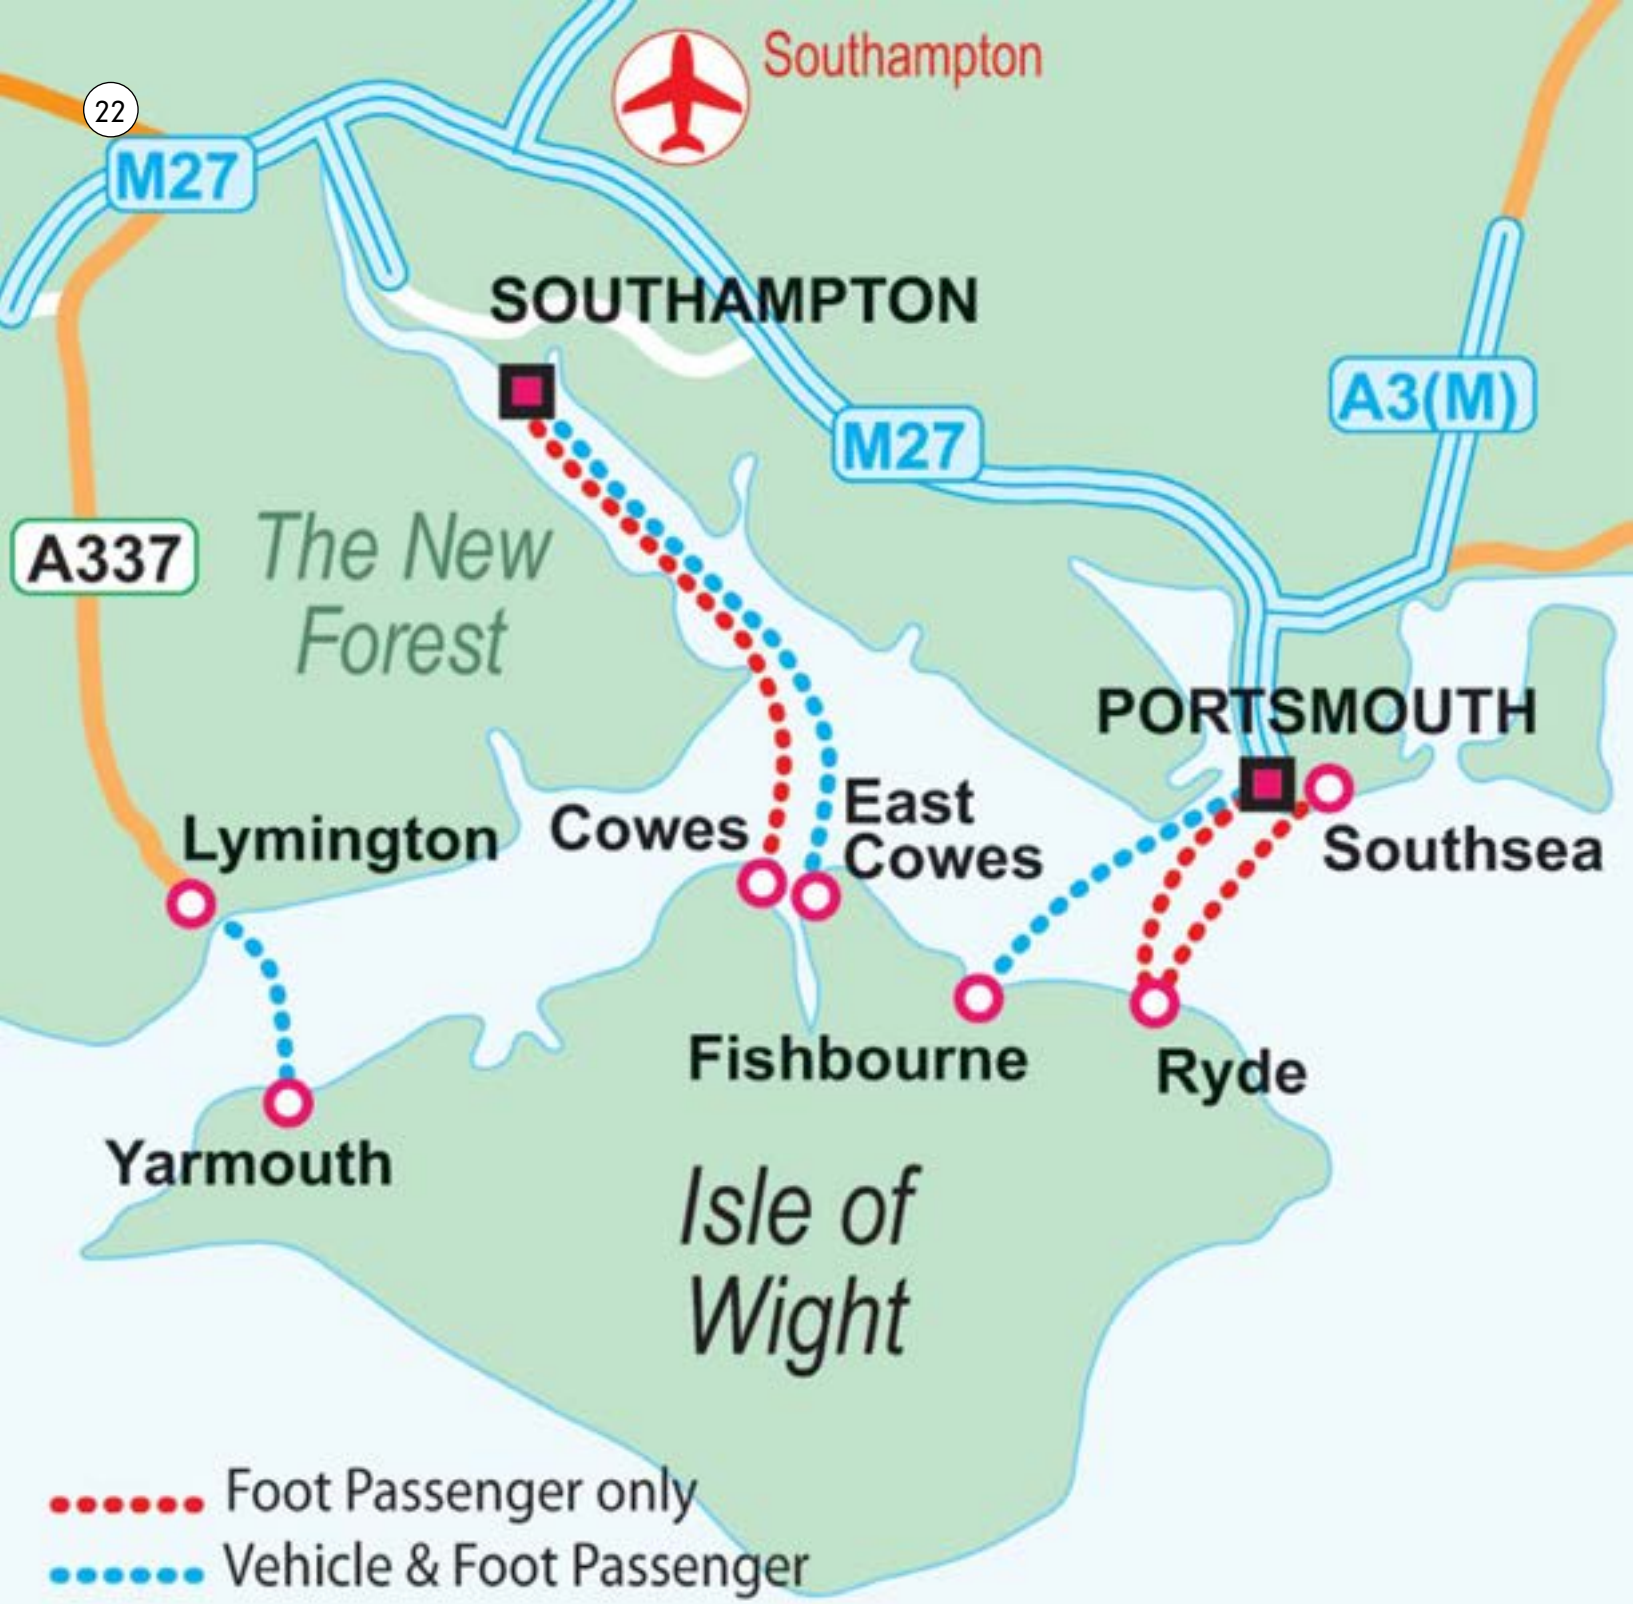 Southampton
22
M27
SOUTHAMPTON
A3(M)
M27
The New
Forest
A337
PORTSMOUTH
East
Cowes
Cowes
Lymington
Southsea
Fishbourne
Ryde
Yarmouth
Isle of
Wight
Foot Passenger only
Vehicle & Foot Passenger